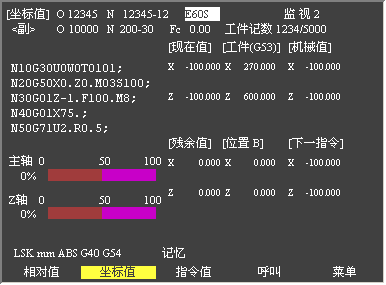 [坐标值] O 12345 N 12345-12 E60S 监 视 2
<副> O 10000 N 200-30 Fc 0.00 工件记数 1234/5000
[现在值] [工件(G53)] [机械值]
X -100.000 X 270.000 X -100.000
N10G30U0W0T0101;
N20G50X0.Z0.M03S100;
Z -100.000 Z 600.000 Z -100.000
N30G01Z-1.F100.M8;
N40G01X75.;
N50G71U2.R0.5;
[残余值] [位置 B] [下一指令]
主轴 0 50 100
X 0.000 X 0.000 X 0.000
0%
Z轴 0 50 100
Z 0.000 Z 0.000 Z 0.000
0%
LSK mm ABS G40 G54 记忆
相对值 坐标值 指令值 呼叫 菜单